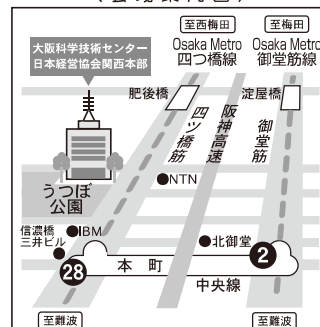 至西梅田
至梅田
Osaka Metro
四つ橋線
Osaka Metro
御堂筋線
大阪科学技術センター
日本経営協会関西本部
肥後橋
淀屋橋
四ツ橋筋
阪神高速
御堂筋
NTN
うつぼ
公園
信濃橋
三井ビル
IBM
北御堂
2
28
本町
中央線
至難波
至難波